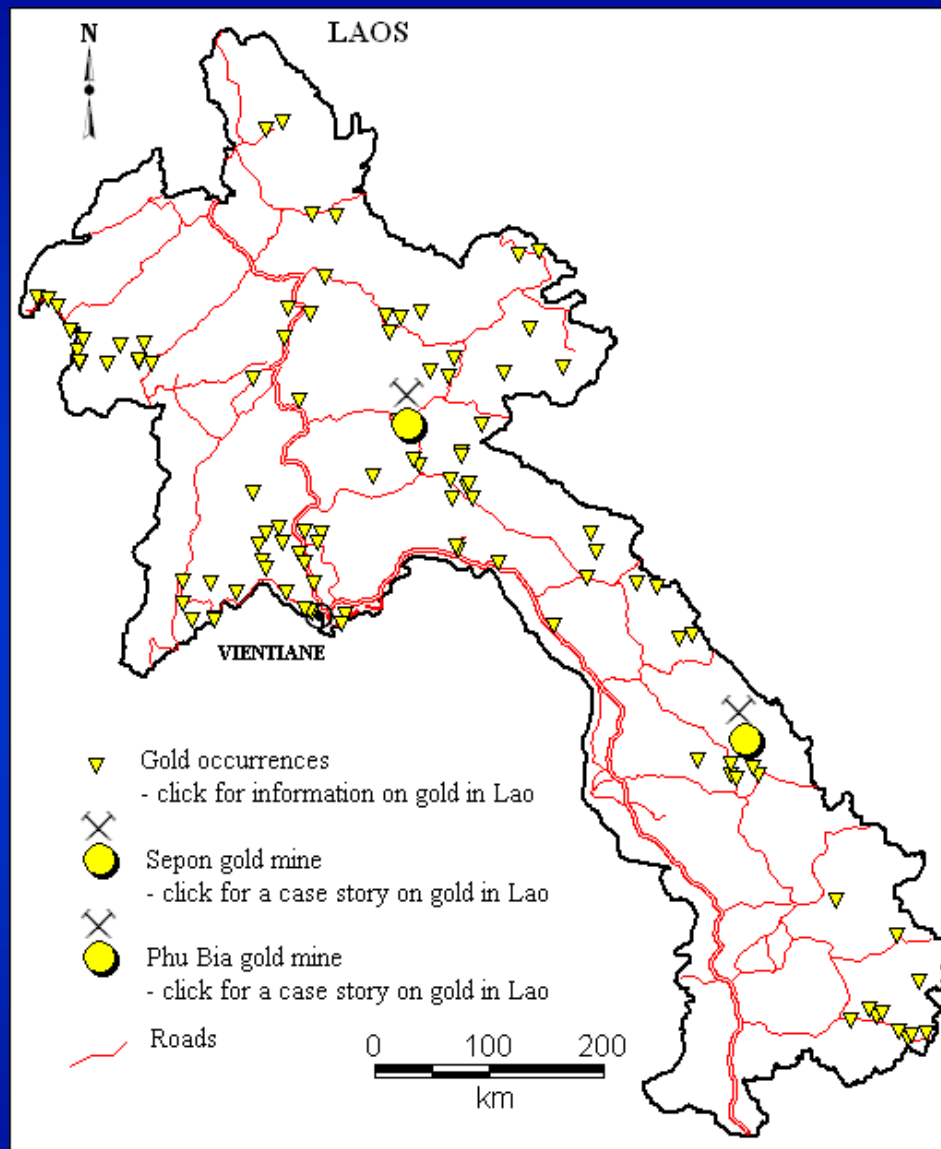 LAOS
N
VIENTIANE
Gold occurrences
- click for information on gold in Lao
Sepon gold mine
- click for a case story on gold in Lao
Phu Bia gold mine
- click for a case story on gold in Lao
Roads
0 100 200
km